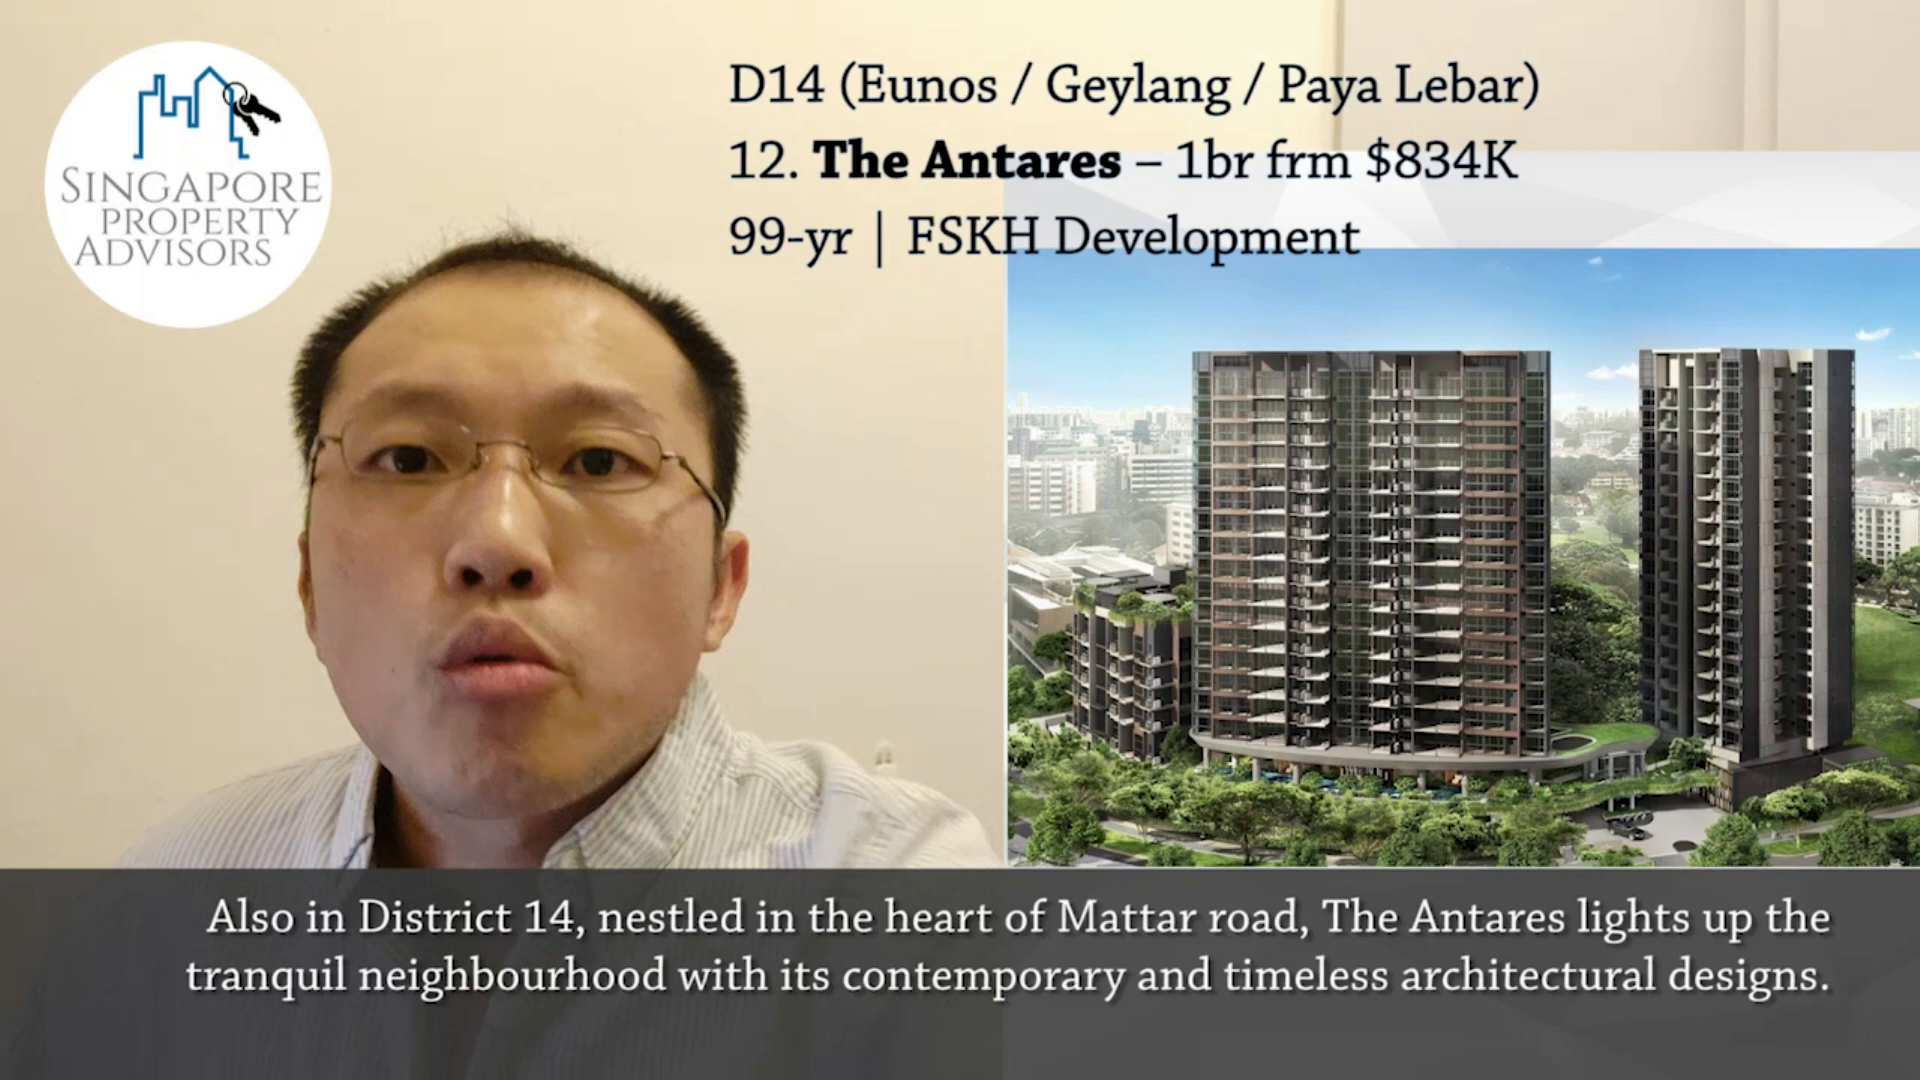 SINGAPORE
PROPERTY
ADVISORS
D14 (Eunos / Geylang / Paya Lebar)
12. The Antares – 1br frm $834K
99-yr | FSKH Development
Also in District 14, nestled in the heart of Mattar road, The Antares lights up the
tranquil neighbourhood with its contemporary and timeless architectural designs.